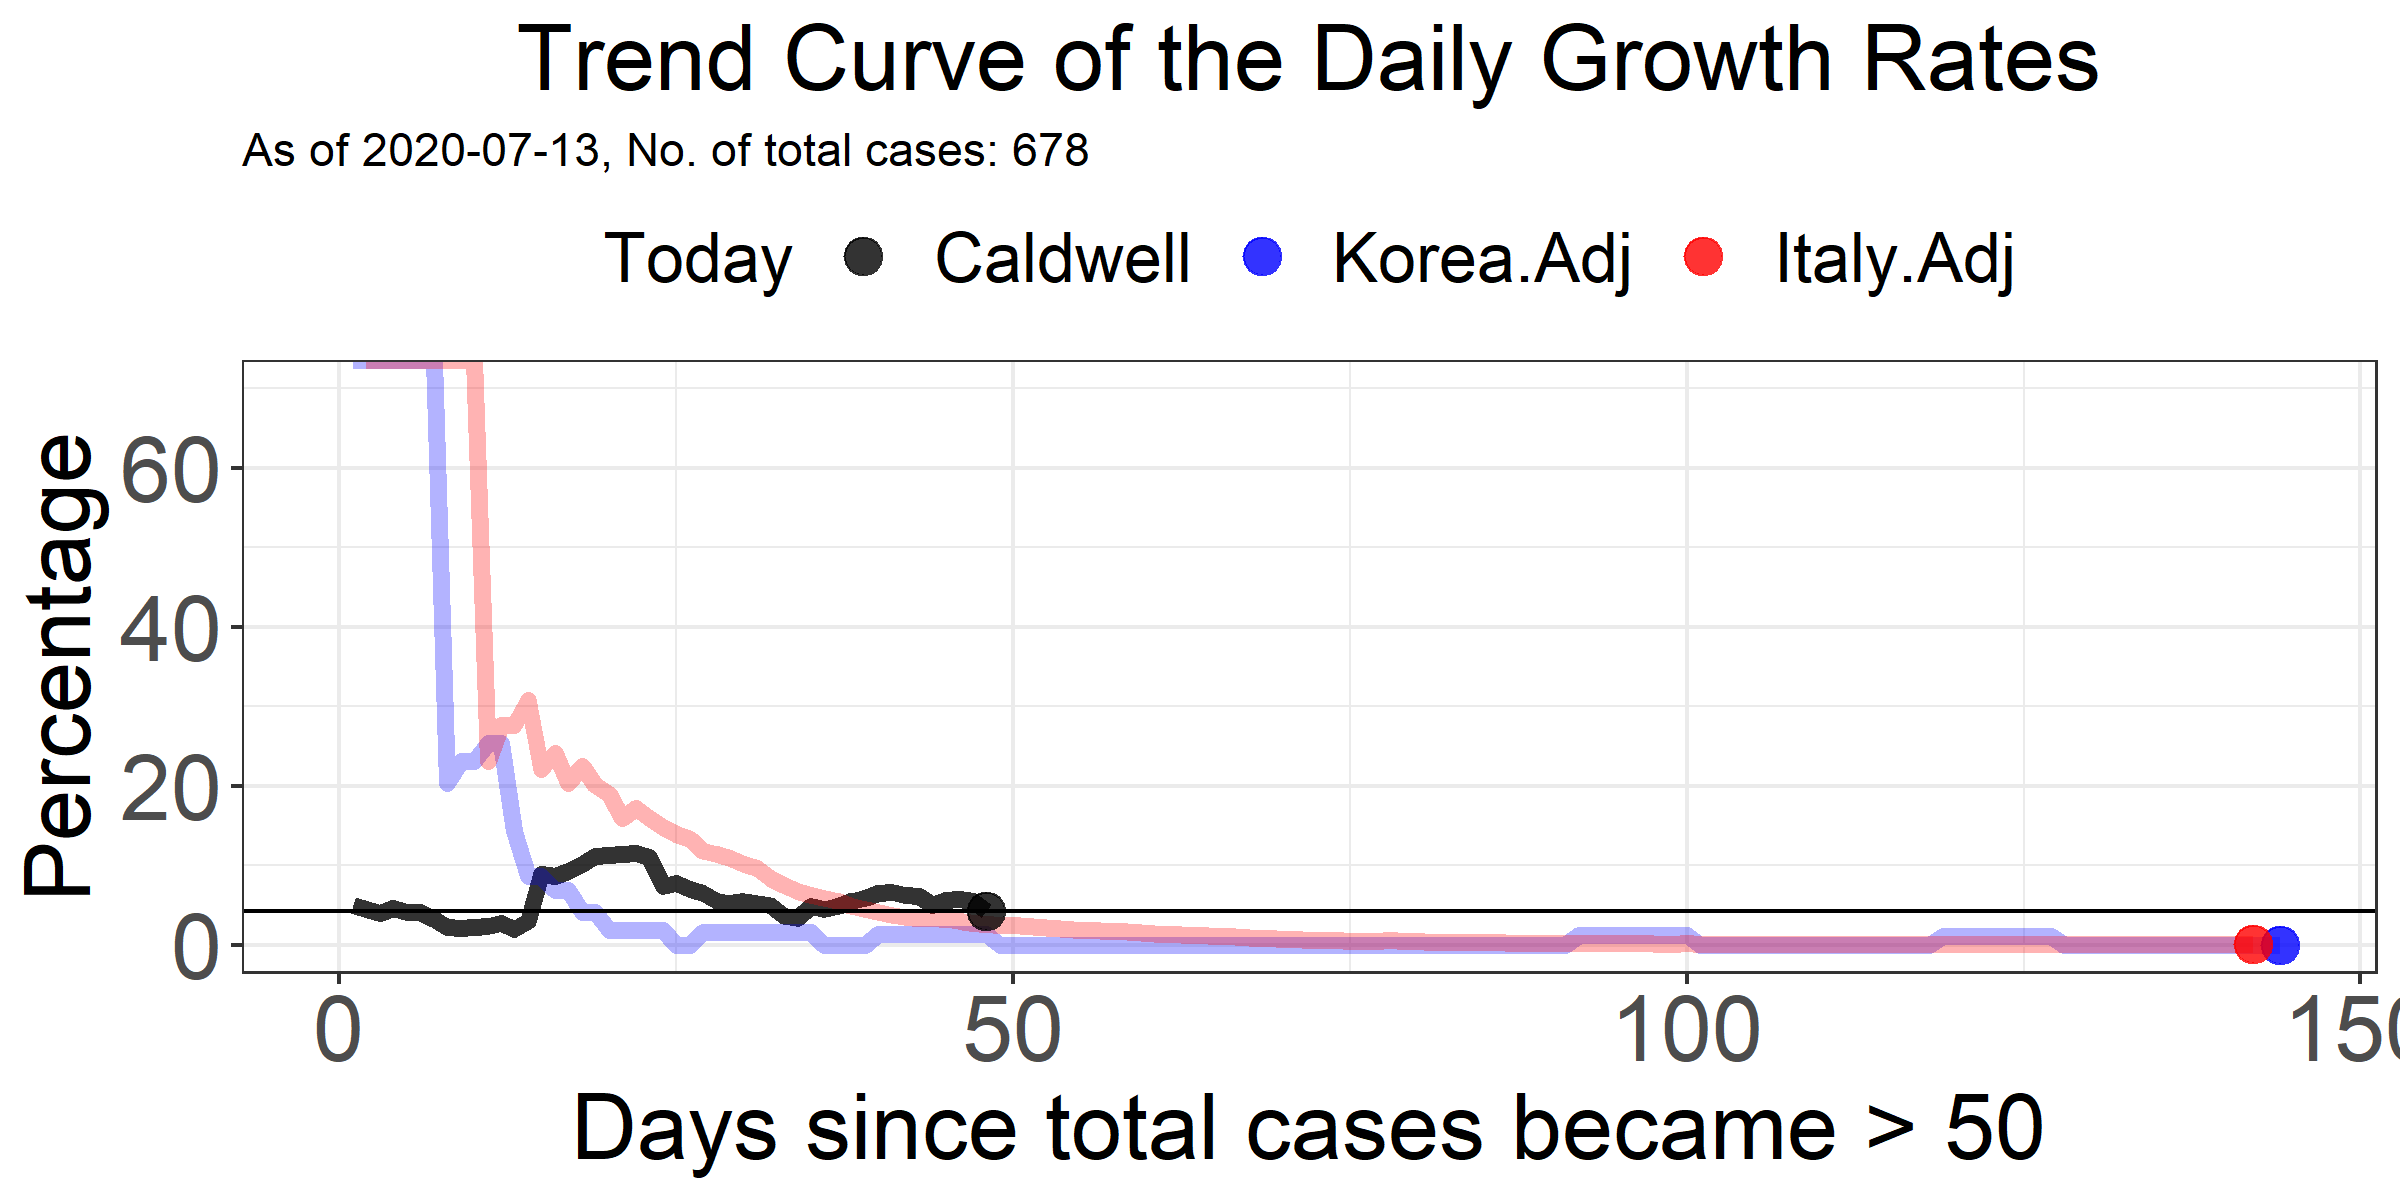 Trend Curve of the Daily Growth Rates
As of 2020-07-13, No. of total cases: 678
Today Caldwell Korea.Adj Italy.Adj
Percentage
60
40
20
0
0 50 100 150
Days since total cases became > 50